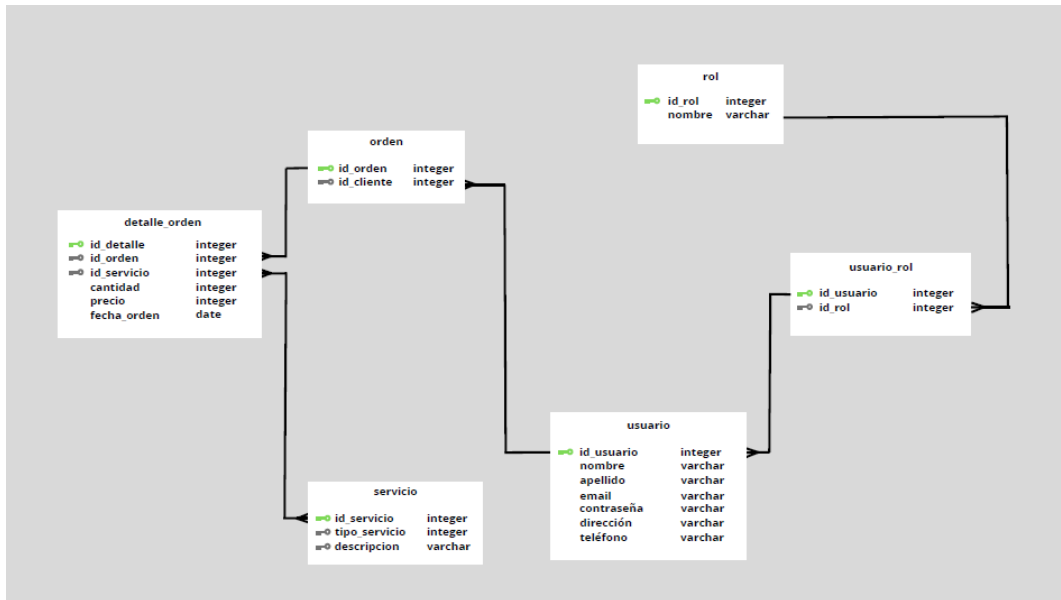 rol
id_rol integer
nombre varchar
orden
id_orden integer
id_cliente integer
detalle_orden
id_detalle integer
id_orden integer
id_servicio integer
cantidad integer
precio integer
fecha_orden date
usuario_rol
id_usuario integer
id_rol integer
usuario
id_usuario integer
nombre varchar
apellido varchar
email varchar
contraseña varchar
dirección varchar
teléfono varchar
servicio
id_servicio integer
tipo_servicio integer
descripcion varchar